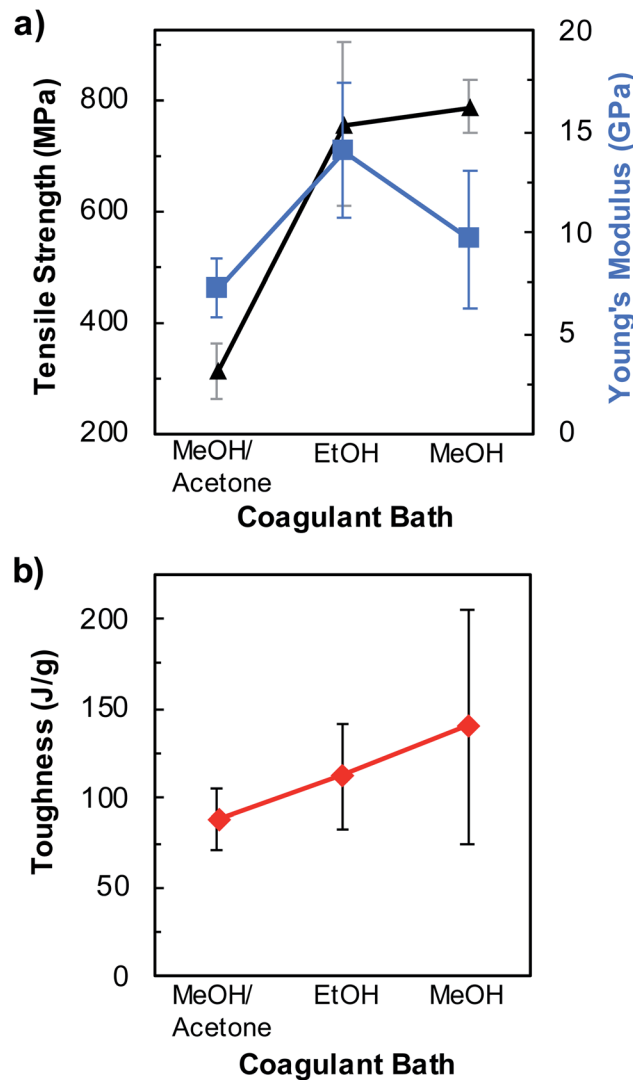 a)
Tensile Strength (MPa)
800
600
400
200
20
15
10
5
0
Young's Modulus (GPa)
MeOH/
Acetone
EtOH
MeOH
Coagulant Bath
b)
Toughness (J/g)
200
150
100
50
0
MeOH/
Acetone
EtOH
MeOH
Coagulant Bath